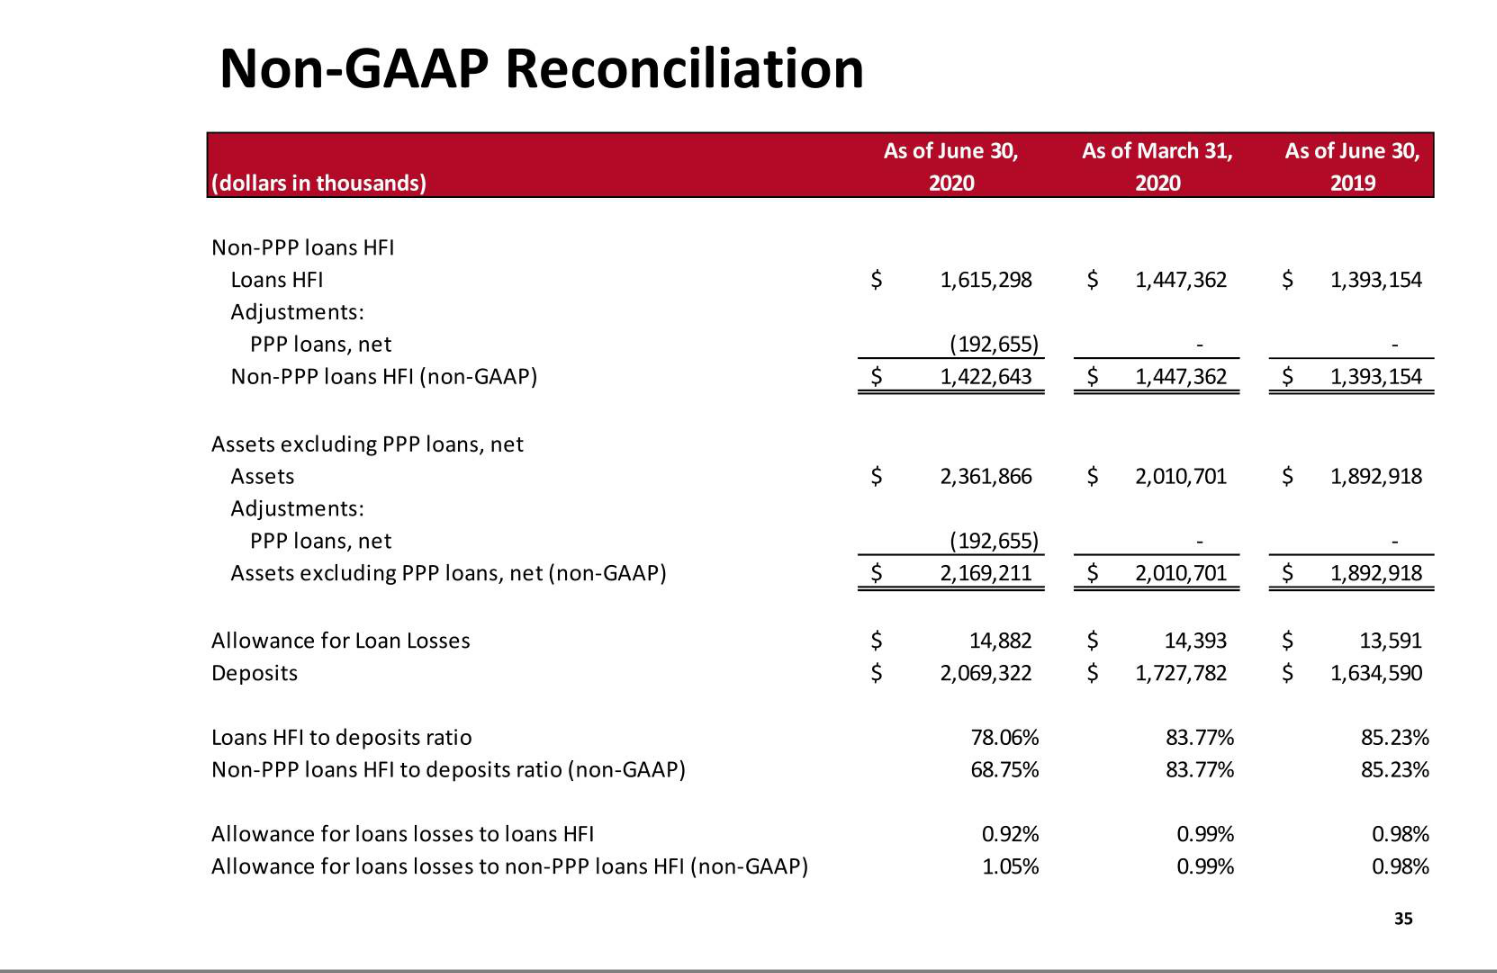 Non-GAAP Reconciliation
As of June 30, As of March 31, As of June 30,
(dollars in thousands) 2020 2020 2019
Non-PPP loans HFI
Loans HFI $ 1,615,298 $ 1,447,362 $ 1,393,154
Adjustments:
PPP loans, net (192,655) - -
Non-PPP loans HFI (non-GAAP) $ 1,422,643 $ 1,447,362 $ 1,393,154
Assets excluding PPP loans, net
Assets $ 2,361,866 $ 2,010,701 $ 1,892,918
Adjustments:
PPP loans, net (192,655) - -
Assets excluding PPP loans, net (non-GAAP) $ 2,169,211 $ 2,010,701 $ 1,892,918
Allowance for Loan Losses $ 14,882 $ 14,393 $ 13,591
Deposits $ 2,069,322 $ 1,727,782 $ 1,634,590
Loans HFI to deposits ratio 78.06% 83.77% 85.23%
Non-PPP loans HFI to deposits ratio (non-GAAP) 68.75% 83.77% 85.23%
Allowance for loans losses to loans HFI 0.92% 0.99% 0.98%
Allowance for loans losses to non-PPP loans HFI (non-GAAP) 1.05% 0.99% 0.98%
35